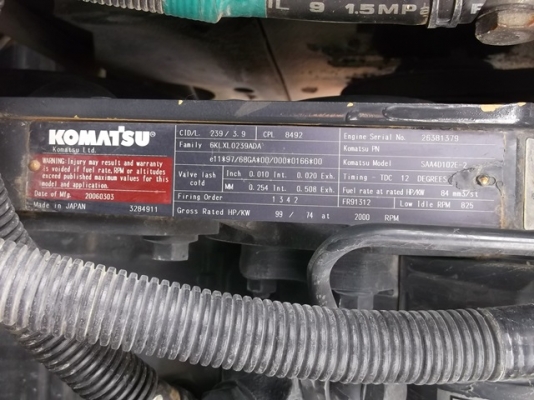 IL 9 1.5MPa F
KOMATSU
Komatsu Ltd.
WARNING: Injury may result and warranty
is voided if fuel rate, RPM or altitudes
exceed published maximum values for this
model and application.
Date of Mfg 20060303
Made in JAPAN 3284911
CID/L. 239 / 3.9 CPL 8492
Family 6KLXL0239ADA
e11*97/68GA*00/000*0166*00
Valve lash cold
Inch 0.010 Int. 0.020 Exh.
MM 0.254 Int. 0.508 Exh.
Firing Order 1 3 4 2
Gross Rated HP/KW 99 / 74 at 2000 RPM
Engine Serial No. 26381379
Komatsu PN
Komatsu Model SAA4D102E-2
Timing - TDC 12 DEGREES
Fuel rate at rated HP/KW 84 mm3/st
FR91312 Low Idle RPM 825